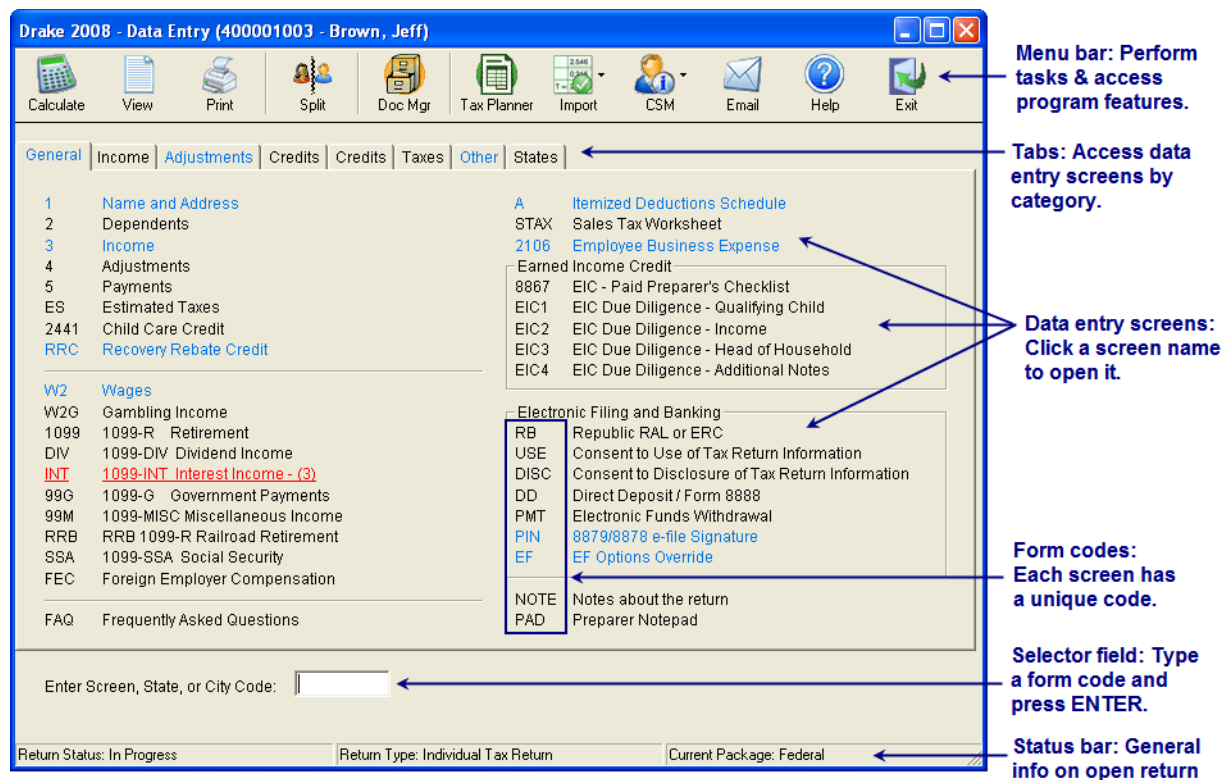 Drake 2008 - Data Entry (400001003 - Brown, Jeff)
Calculate View Print Split Doc Mgr Tax Planner Import CSM Email Help Exit
Menu bar: Perform
tasks & access
program features.
General Income Adjustments Credits Credits Taxes Other States
Tabs: Access data
entry screens by
category.
1 Name and Address
2 Dependents
3 Income
4 Adjustments
5 Payments
ES Estimated Taxes
2441 Child Care Credit
RRC Recovery Rebate Credit
W2 Wages
W2G Gambling Income
1099 1099-R Retirement
DIV 1099-DIV Dividend Income
INT 1099-INT Interest Income - (3)
99G 1099-G Government Payments
99M 1099-MISC Miscellaneous Income
RRB RRB 1099-R Railroad Retirement
SSA 1099-SSA Social Security
FEC Foreign Employer Compensation
FAQ Frequently Asked Questions
A Itemized Deductions Schedule
STAX Sales Tax Worksheet
2106 Employee Business Expense
Earned Income Credit
8867 EIC - Paid Preparer's Checklist
EIC1 EIC Due Diligence - Qualifying Child
EIC2 EIC Due Diligence - Income
EIC3 EIC Due Diligence - Head of Household
EIC4 EIC Due Diligence - Additional Notes
Electronic Filing and Banking
RB Republic RAL or ERC
USE Consent to Use of Tax Return Information
DISC Consent to Disclosure of Tax Return Information
DD Direct Deposit / Form 8888
PMT Electronic Funds Withdrawal
PIN 8879/8878 e-file Signature
EF EF Options Override
NOTE Notes about the return
PAD Preparer Notepad
Data entry screens:
Click a screen name
to open it.
Form codes:
Each screen has
a unique code.
Enter Screen, State, or City Code:
Selector field: Type
a form code and
press ENTER.
Return Status: In Progress Return Type: Individual Tax Return Current Package: Federal
Status bar: General
info on open return